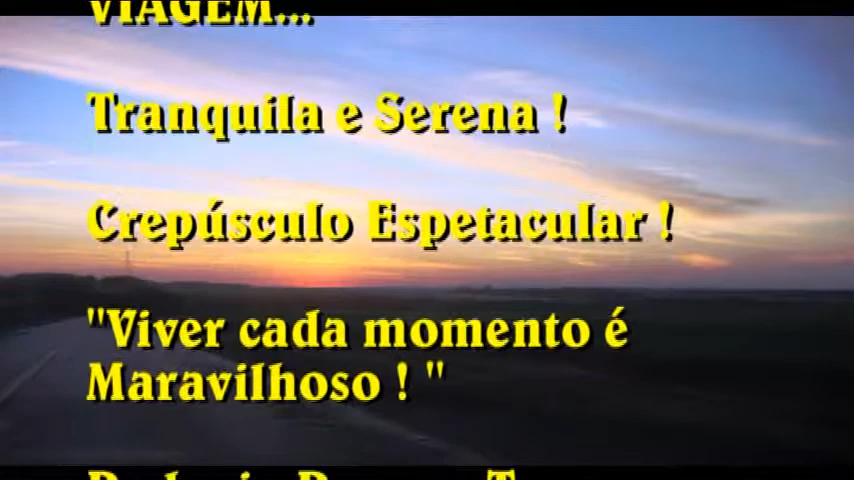 VIAGEM...
Tranquila e Serena !
Crepúsculo Espetacular !
"Viver cada momento é
Maravilhoso ! "